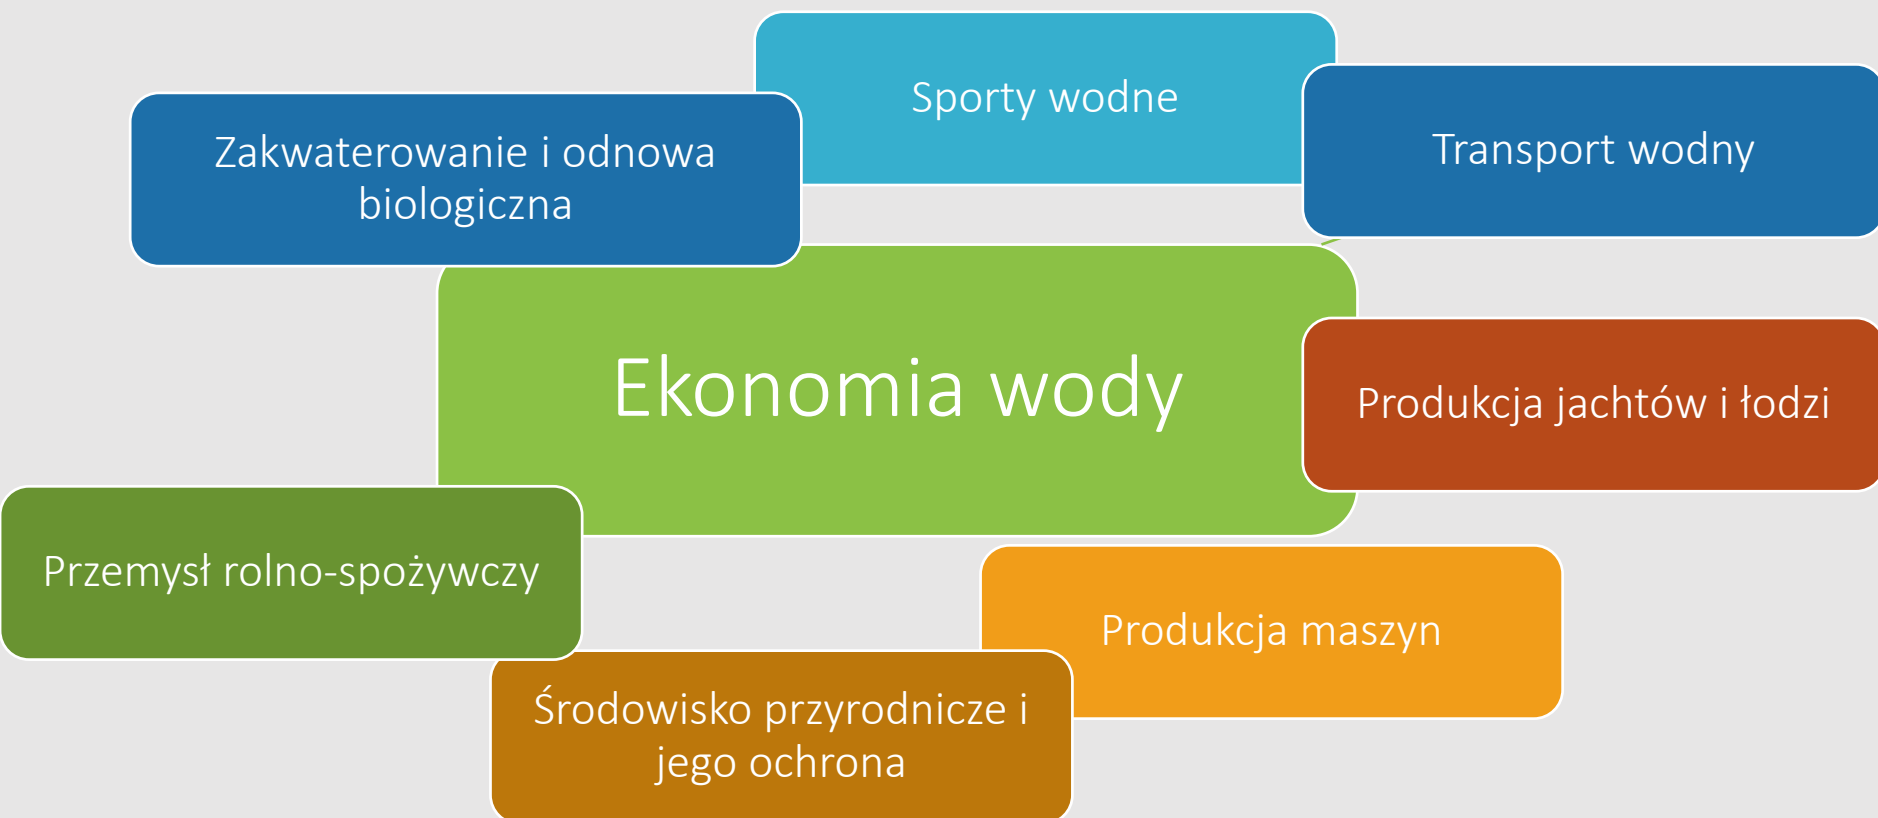 Sporty wodne
Zakwaterowanie i odnowa
biologiczna
Transport wodny
Ekonomia wody
Produkcja jachtów i łodzi
Przemysł rolno-spożywczy
Produkcja maszyn
Środowisko przyrodnicze i
jego ochrona